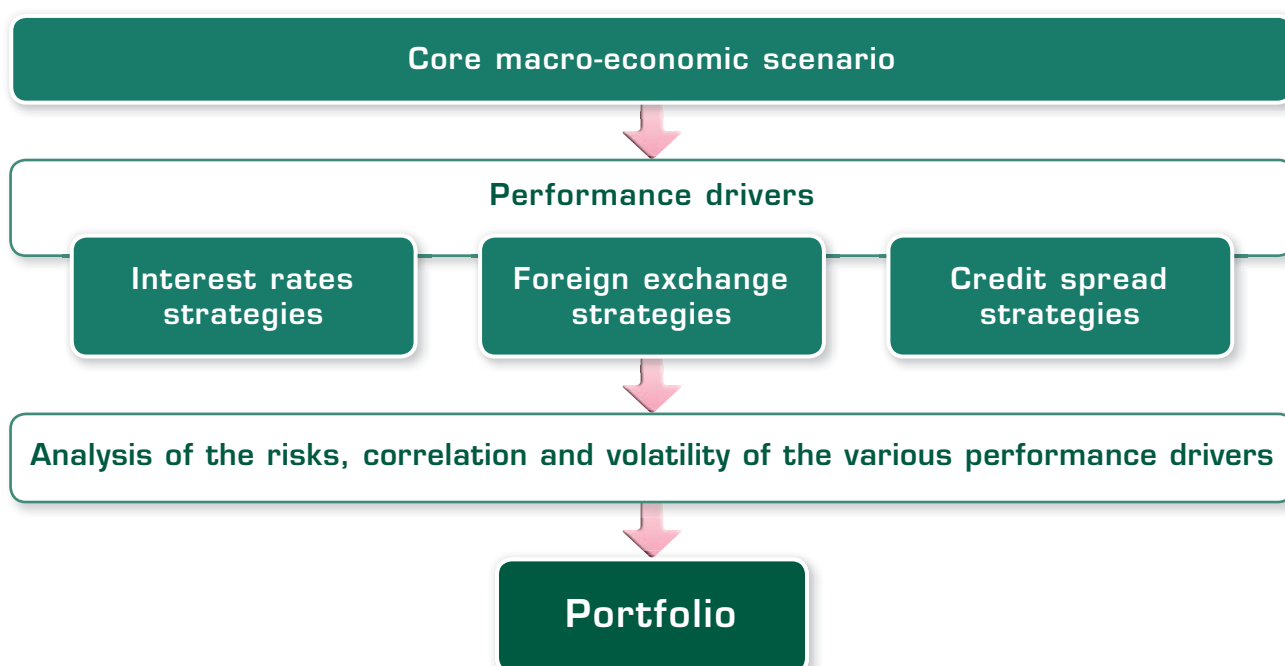 Core macro-economic scenario
Performance drivers
Interest rates
strategies
Foreign exchange
strategies
Credit spread
strategies
Analysis of the risks, correlation and volatility of the various performance drivers
Portfolio